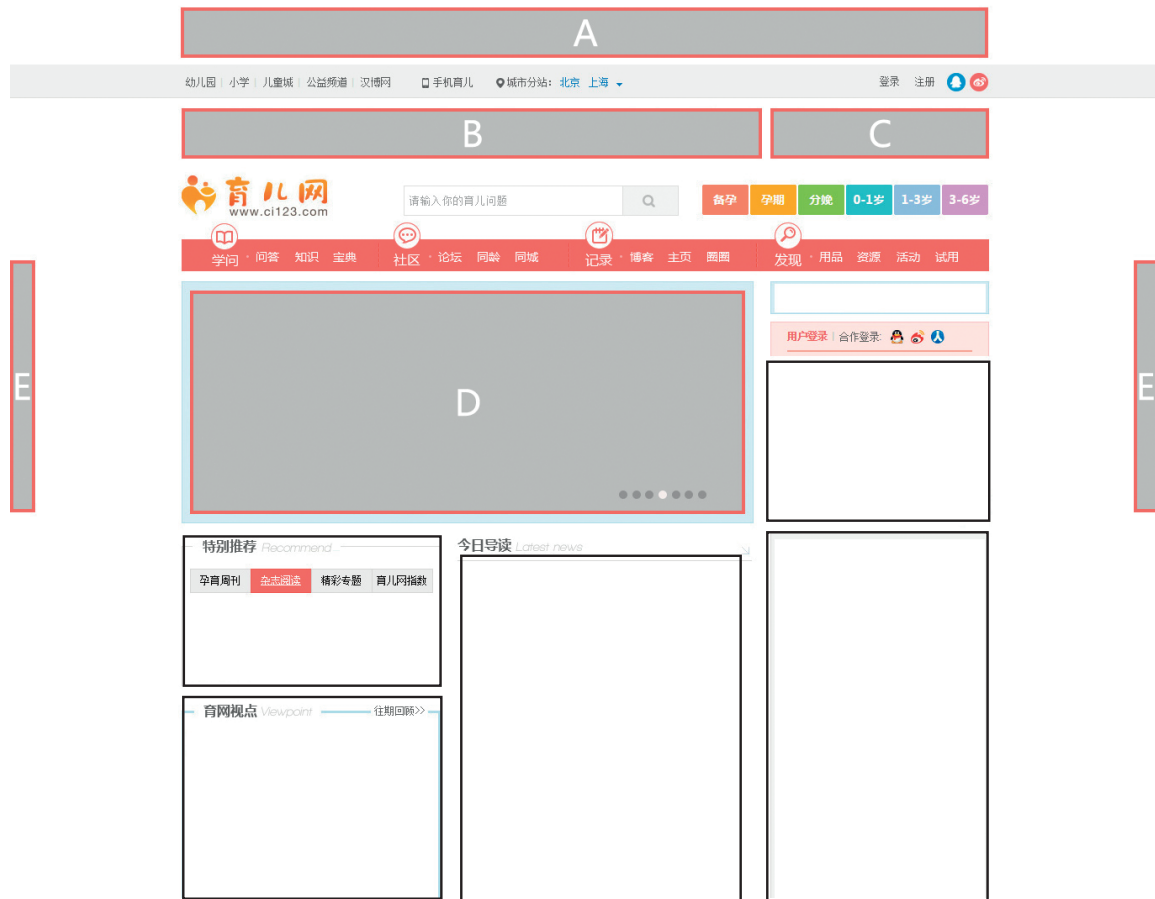 A
幼儿园 | 小学 | 儿童城 | 公益频道 | 汉博网 手机育儿 城市分站: 北京 上海 登录 注册
B C
育儿网
www.ci123.com
请输入你的育儿问题
备孕 孕期 分娩 0-1岁 1-3岁 3-6岁
学问 · 问答 知识 宝典 社区 · 论坛 同龄 同城 记录 · 博客 主页 圈圈 发现 · 用品 资源 活动 试用
用户登录 | 合作登录:
E D E
特别推荐 Recommend
今日导读 Latest news
孕育周刊 杂志阅读 精彩专题 育儿网指数
育网视点 Viewpoint 往期回顾>>